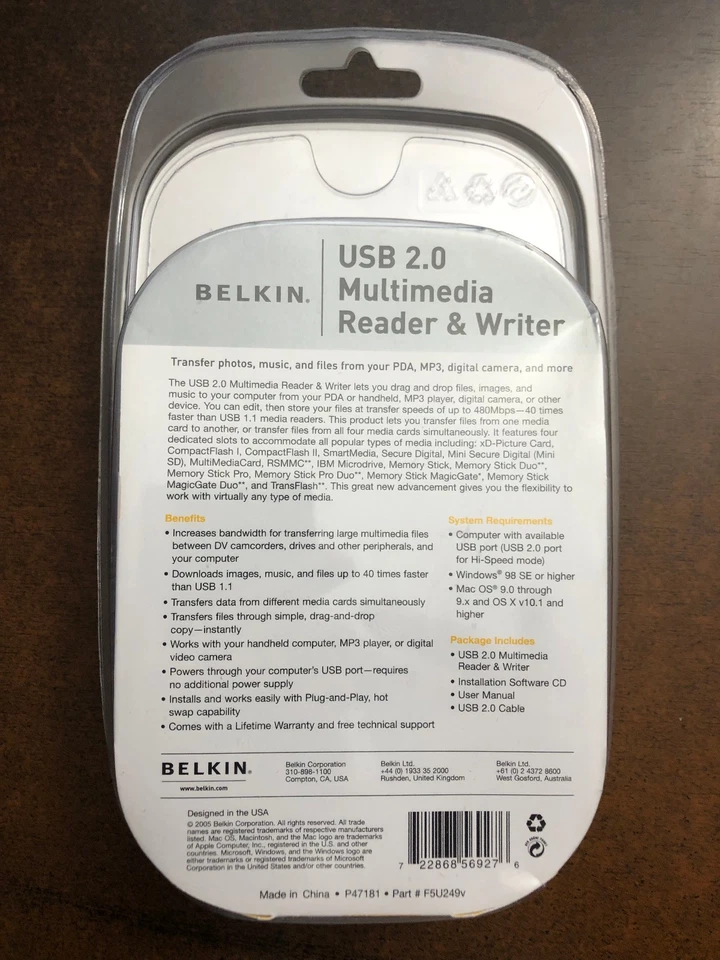 BELKIN.
USB 2.0
Multimedia
Reader & Writer
Transfer photos, music, and files from your PDA, MP3, digital camera, and more
The USB 2.0 Multimedia Reader & Writer lets you drag and drop files, images, and
music to your computer from your PDA or handheld, MP3 player, digital camera, or other
device. You can edit, then store your files at transfer speeds of up to 480Mbps—40 times
faster than USB 1.1 media readers. This product lets you transfer files from one media
card to another, or transfer files from all four media cards simultaneously. It features four
dedicated slots to accommodate all popular types of media including: xD-Picture Card,
CompactFlash I, CompactFlash II, SmartMedia, Secure Digital, Mini Secure Digital (Mini
SD), MultiMediaCard, RSMMC**, IBM Microdrive, Memory Stick, Memory Stick Duo**,
Memory Stick Pro, Memory Stick Pro Duo**, Memory Stick MagicGate*, Memory Stick
MagicGate Duo**, and TransFlash**. This great new advancement gives you the flexibility to
work with virtually any type of media.
Benefits
• Increases bandwidth for transferring large multimedia files
between DV camcorders, drives and other peripherals, and
your computer
• Downloads images, music, and files up to 40 times faster
than USB 1.1
• Transfers data from different media cards simultaneously
• Transfers files through simple, drag-and-drop
copy—instantly
• Works with your handheld computer, MP3 player, or digital
video camera
• Powers through your computer's USB port—requires
no additional power supply
• Installs and works easily with Plug-and-Play, hot
swap capability
• Comes with a Lifetime Warranty and free technical support
System Requirements
• Computer with available
USB port (USB 2.0 port
for Hi-Speed mode)
• Windows® 98 SE or higher
• Mac OS® 9.0 through
9.x and OS X v10.1 and
higher
Package Includes
• USB 2.0 Multimedia
Reader & Writer
• Installation Software CD
• User Manual
• USB 2.0 Cable
BELKIN®
www.belkin.com
Belkin Corporation
310-898-1100
Compton, CA, USA
Belkin Ltd.
+44 (0) 1933 35 2000
Rushden, United Kingdom
Belkin Ltd.
+61 (0) 2 4372 8600
West Gosford, Australia
Designed in the USA
© 2005 Belkin Corporation. All rights reserved. All trade
names are registered trademarks of respective manufacturers
listed. Mac OS, Macintosh, and the Mac logo are trademarks
of Apple Computer, Inc., registered in the U.S. and other
countries. Microsoft, Windows, and the Windows logo are
either trademarks or registered trademarks of Microsoft
Corporation in the United States and/or other countries.
7 22868 56927 6
Made in China • P47181 • Part # F5U249v